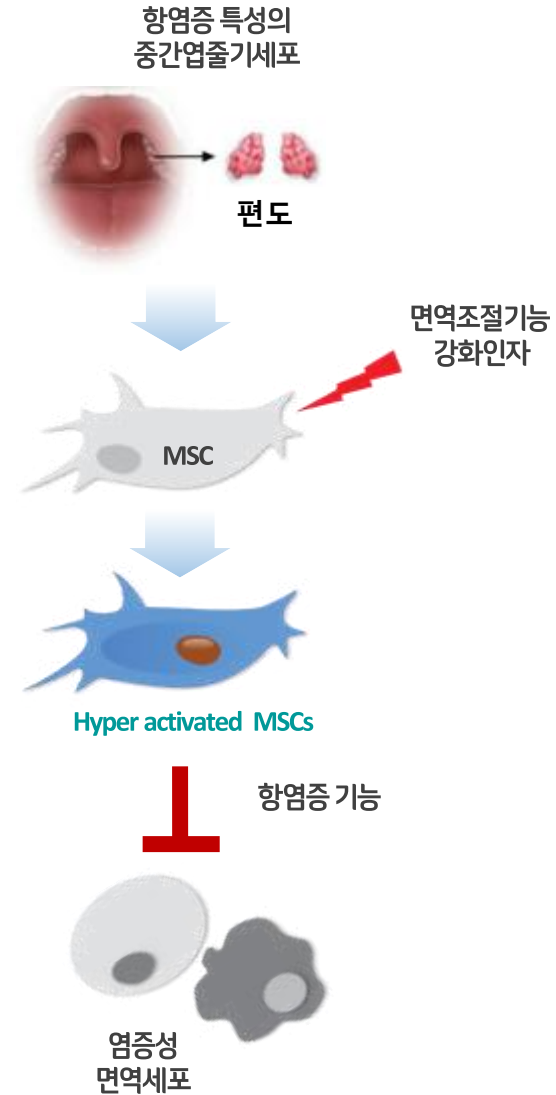 항염증 특성의
중간엽줄기세포
편도
면역조절기능
강화인자
MSC
Hyper activated MSCs
항염증 기능
염증성
면역세포